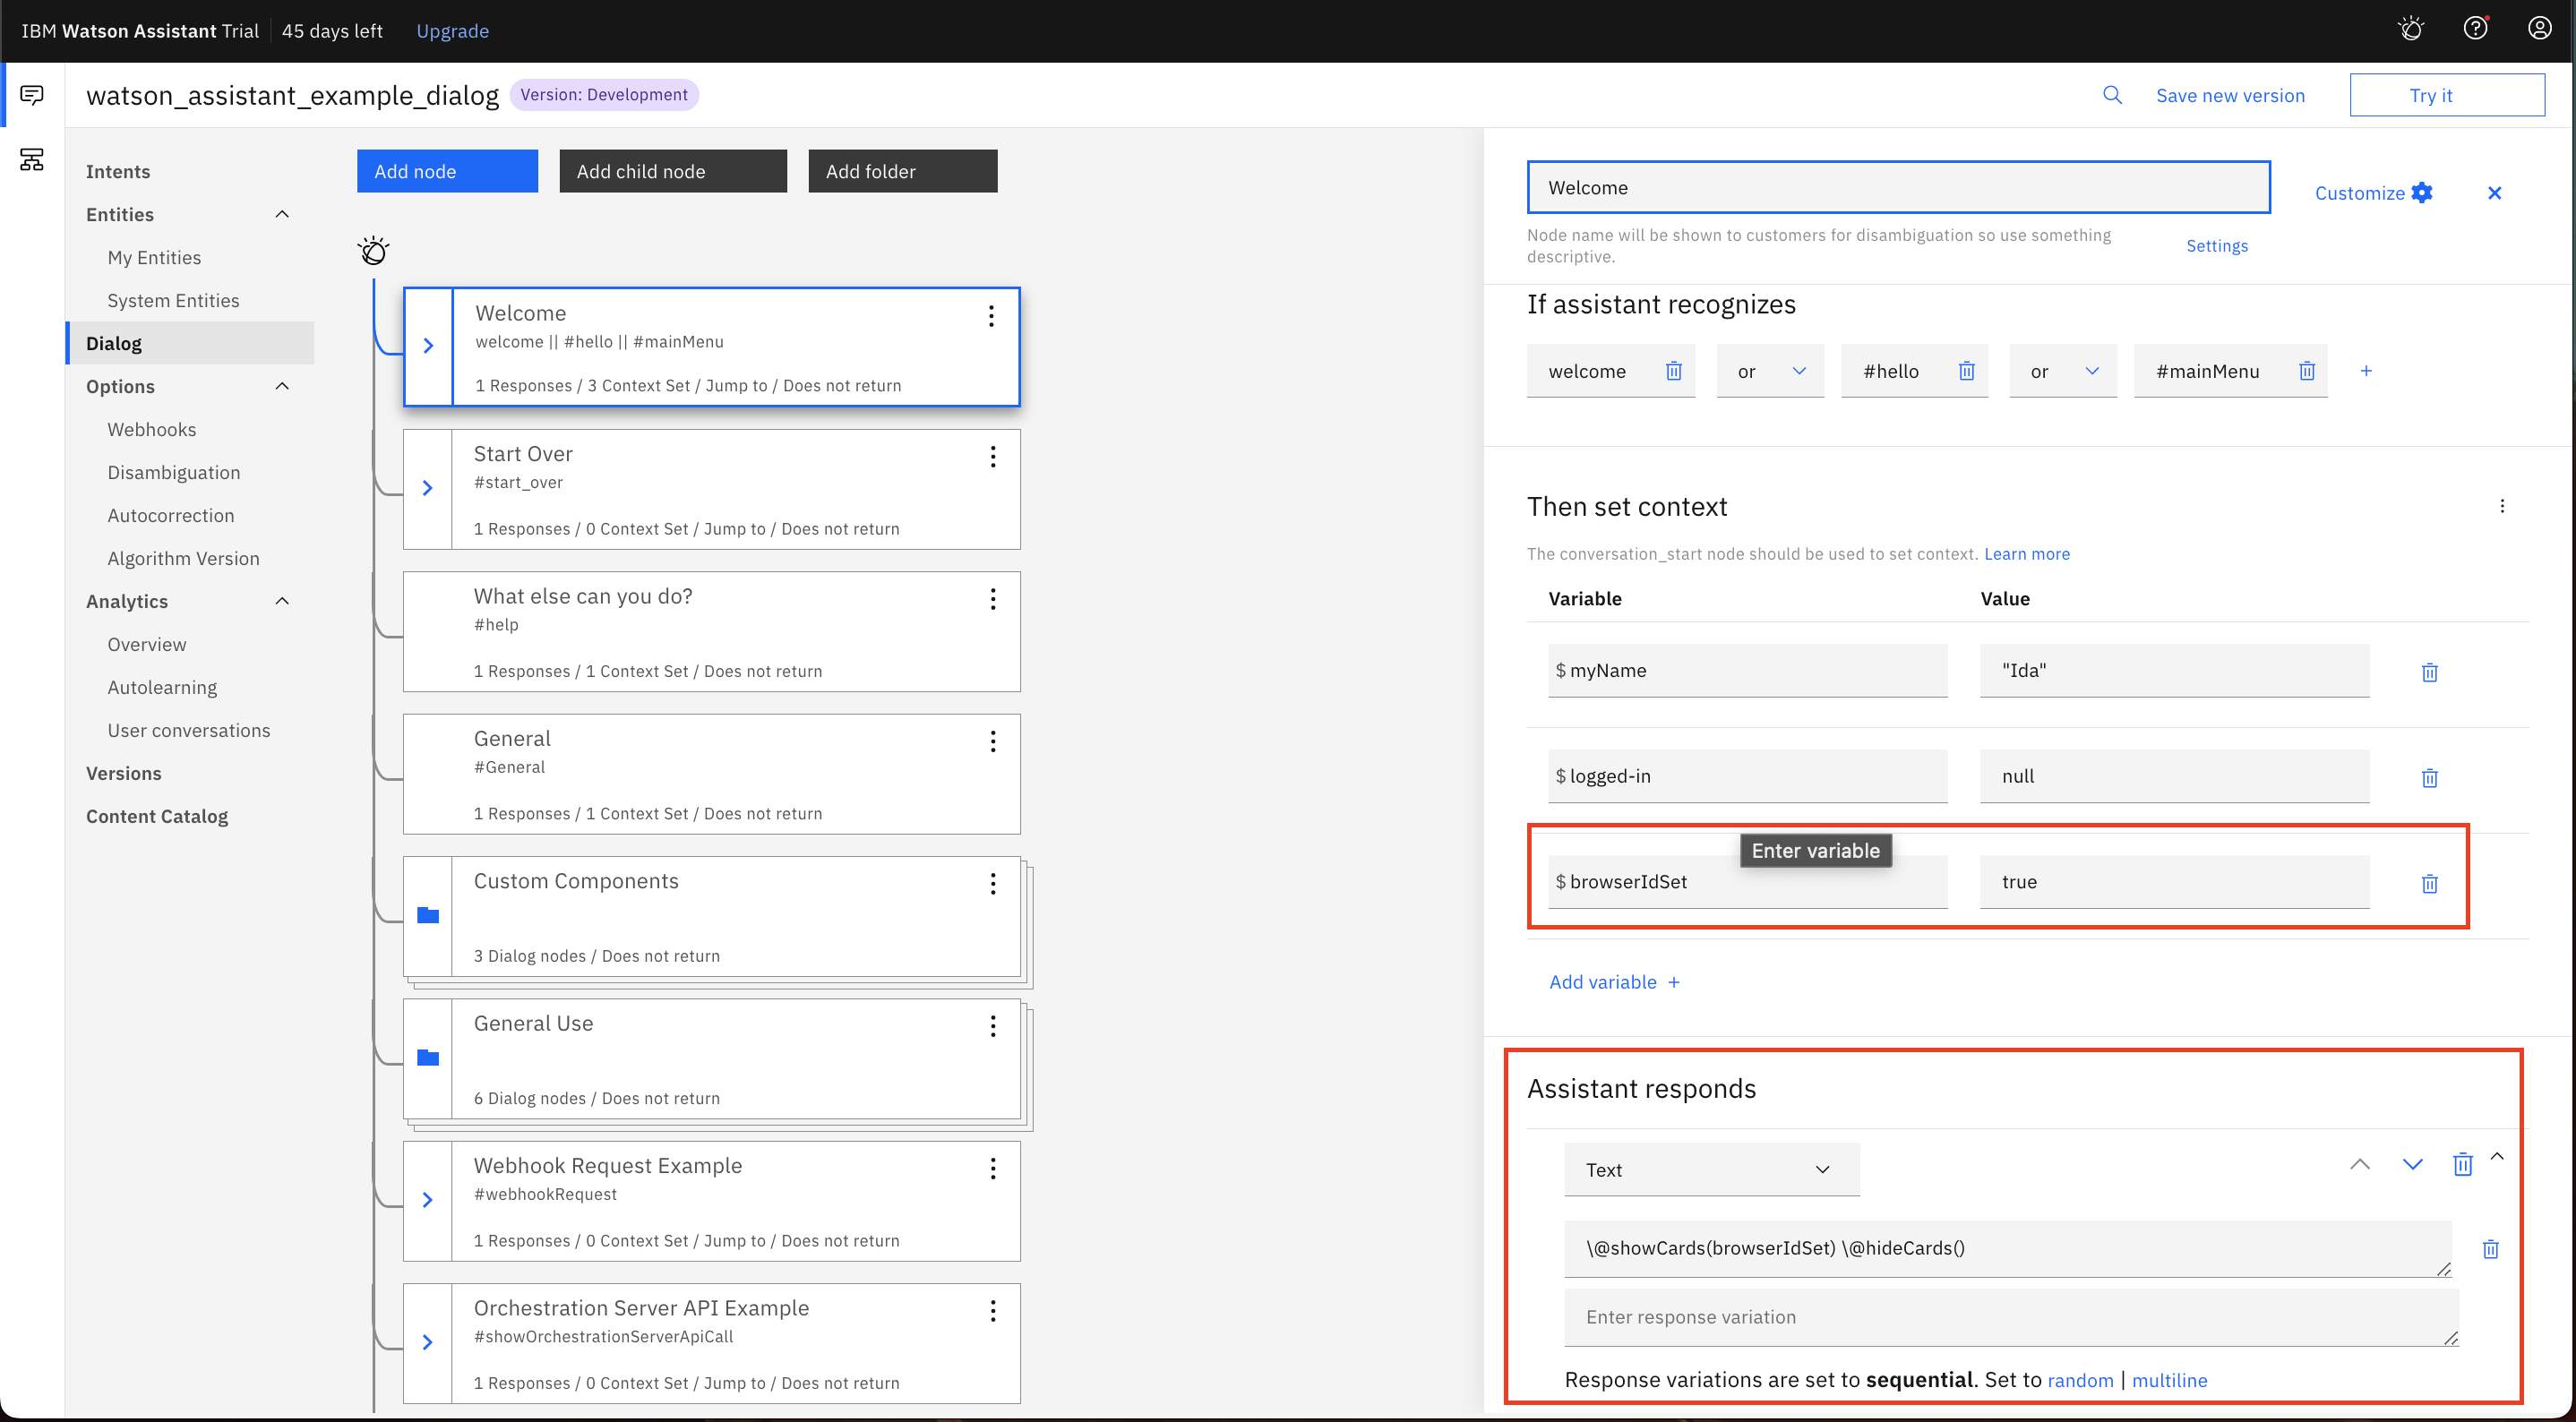 IBM Watson Assistant Trial 45 days left Upgrade
watson_assistant_example_dialog Version: Development Save new version Try it
Intents
Entities
My Entities
System Entities
Dialog
Options
Webhooks
Disambiguation
Autocorrection
Algorithm Version
Analytics
Overview
Autolearning
User conversations
Versions
Content Catalog
Add node Add child node Add folder
Welcome
welcome || #hello || #mainMenu
1 Responses / 3 Context Set / Jump to / Does not return
Start Over
#start_over
1 Responses / 0 Context Set / Jump to / Does not return
What else can you do?
#help
1 Responses / 1 Context Set / Does not return
General
#General
1 Responses / 1 Context Set / Does not return
Custom Components
3 Dialog nodes / Does not return
General Use
6 Dialog nodes / Does not return
Webhook Request Example
#webhookRequest
1 Responses / 0 Context Set / Jump to / Does not return
Orchestration Server API Example
#showOrchestrationServerApiCall
1 Responses / 0 Context Set / Jump to / Does not return
Welcome Customize
Node name will be shown to customers for disambiguation so use something
descriptive.
Settings
If assistant recognizes
welcome or #hello or #mainMenu +
Then set context
The conversation_start node should be used to set context. Learn more
Variable Value
$ myName "Ida"
$ logged-in null
Enter variable
$ browserIdSet true
Add variable +
Assistant responds
Text
\@showCards(browserIdSet) \@hideCards()
Enter response variation
Response variations are set to sequential. Set to random | multiline